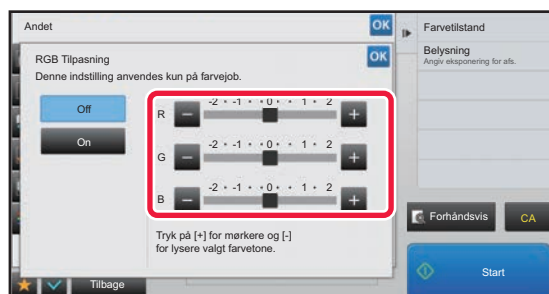 Andet
OK
RGB Tilpasning
OK
Denne indstilling anvendes kun på farvejob.
Off
On
R
-2 • -1 • • 0 • • 1 • 2
G
-2 • -1 • • 0 • • 1 • 2
B
-2 • -1 • • 0 • • 1 • 2
Tryk på [+] for mørkere og [-]
for lysere valgt farvetone.
Tilbage
Farvetilstand
Belysning
Angiv eksponering for afs.
Forhåndsvis
CA
Start